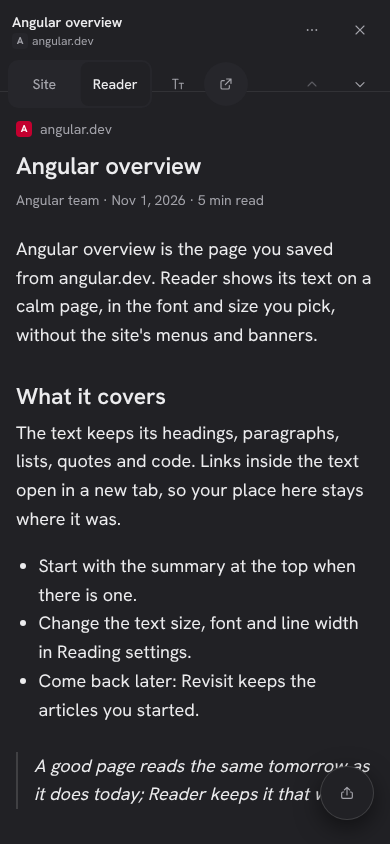 Angular overview
A angular.dev
Site Reader TT
A angular.dev
Angular overview
Angular team · Nov 1, 2026 · 5 min read
Angular overview is the page you saved
from angular.dev. Reader shows its text on a
calm page, in the font and size you pick,
without the site's menus and banners.
What it covers
The text keeps its headings, paragraphs,
lists, quotes and code. Links inside the text
open in a new tab, so your place here stays
where it was.
• Start with the summary at the top when
there is one.
• Change the text size, font and line width
in Reading settings.
• Come back later: Revisit keeps the
articles you started.
A good page reads the same tomorrow as
it does today; Reader keeps it that